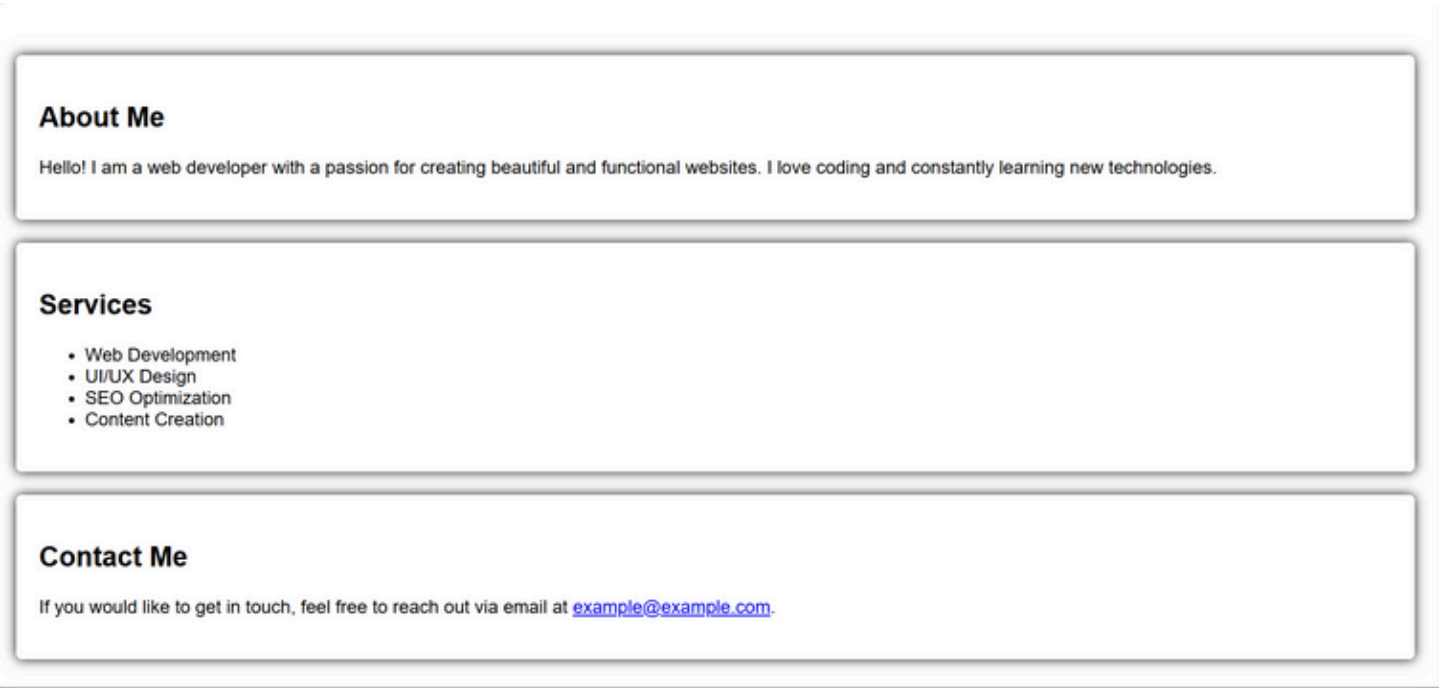 About Me
Hello! I am a web developer with a passion for creating beautiful and functional websites. I love coding and constantly learning new technologies.
Services
• Web Development
• UI/UX Design
• SEO Optimization
• Content Creation
Contact Me
If you would like to get in touch, feel free to reach out via email at example@example.com.